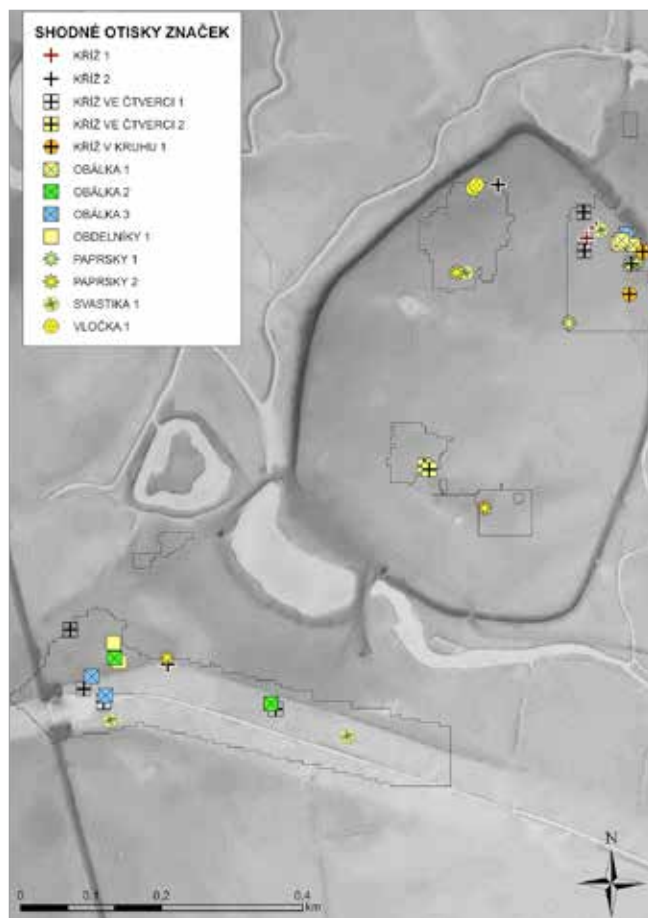 SHODNÉ OTISKY ZNAČEK
KŘÍŽ 1
KŘÍŽ 2
KŘÍŽ VE ČTVERCI 1
KŘÍŽ VE ČTVERCI 2
KŘÍŽ V KRUHU 1
OBÁLKA 1
OBÁLKA 2
OBÁLKA 3
OBDELNÍKY 1
PAPRSKY 1
PAPRSKY 2
SVASTIKA 1
VLOČKA 1
N
0 0,1 0,2 0,4
km